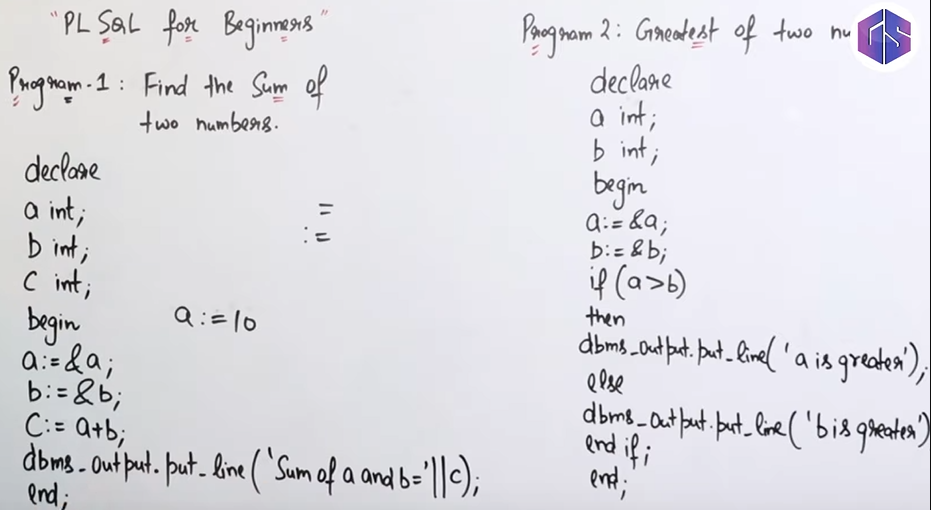 "PL SQL for Beginners"
Program-1: Find the Sum of
two numbers.
declare
a int;
b int;
c int;
begin
a:=&a;
b:=&b;
C:= a+b;
dbms_output.put_line('Sum of a and b='||c);
end;
=
:=
a:=10
Program 2: Greatest of two nu
declare
a int;
b int;
begin
a:=&a;
b:=&b;
if (a>b)
then
dbms_output.put_line('a is greater');
else
dbms_output.put_line('b is greater')
end if;
end;